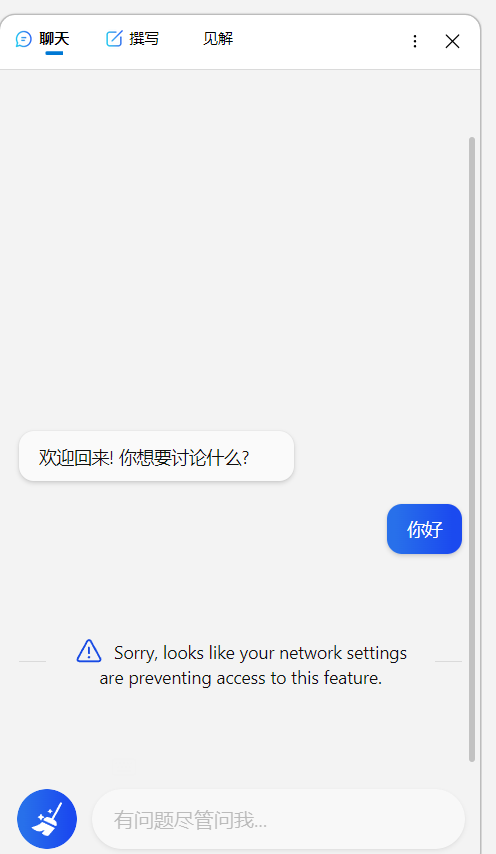 聊天 撰写 见解
欢迎回来! 你想要讨论什么?
你好
Sorry, looks like your network settings
are preventing access to this feature.
有问题尽管问我...